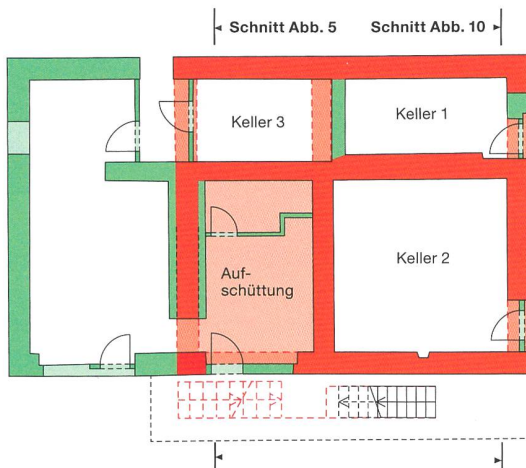 Schnitt Abb. 5 Schnitt Abb. 10
Keller 3
Keller 1
Keller 2
Auf-
schüttung